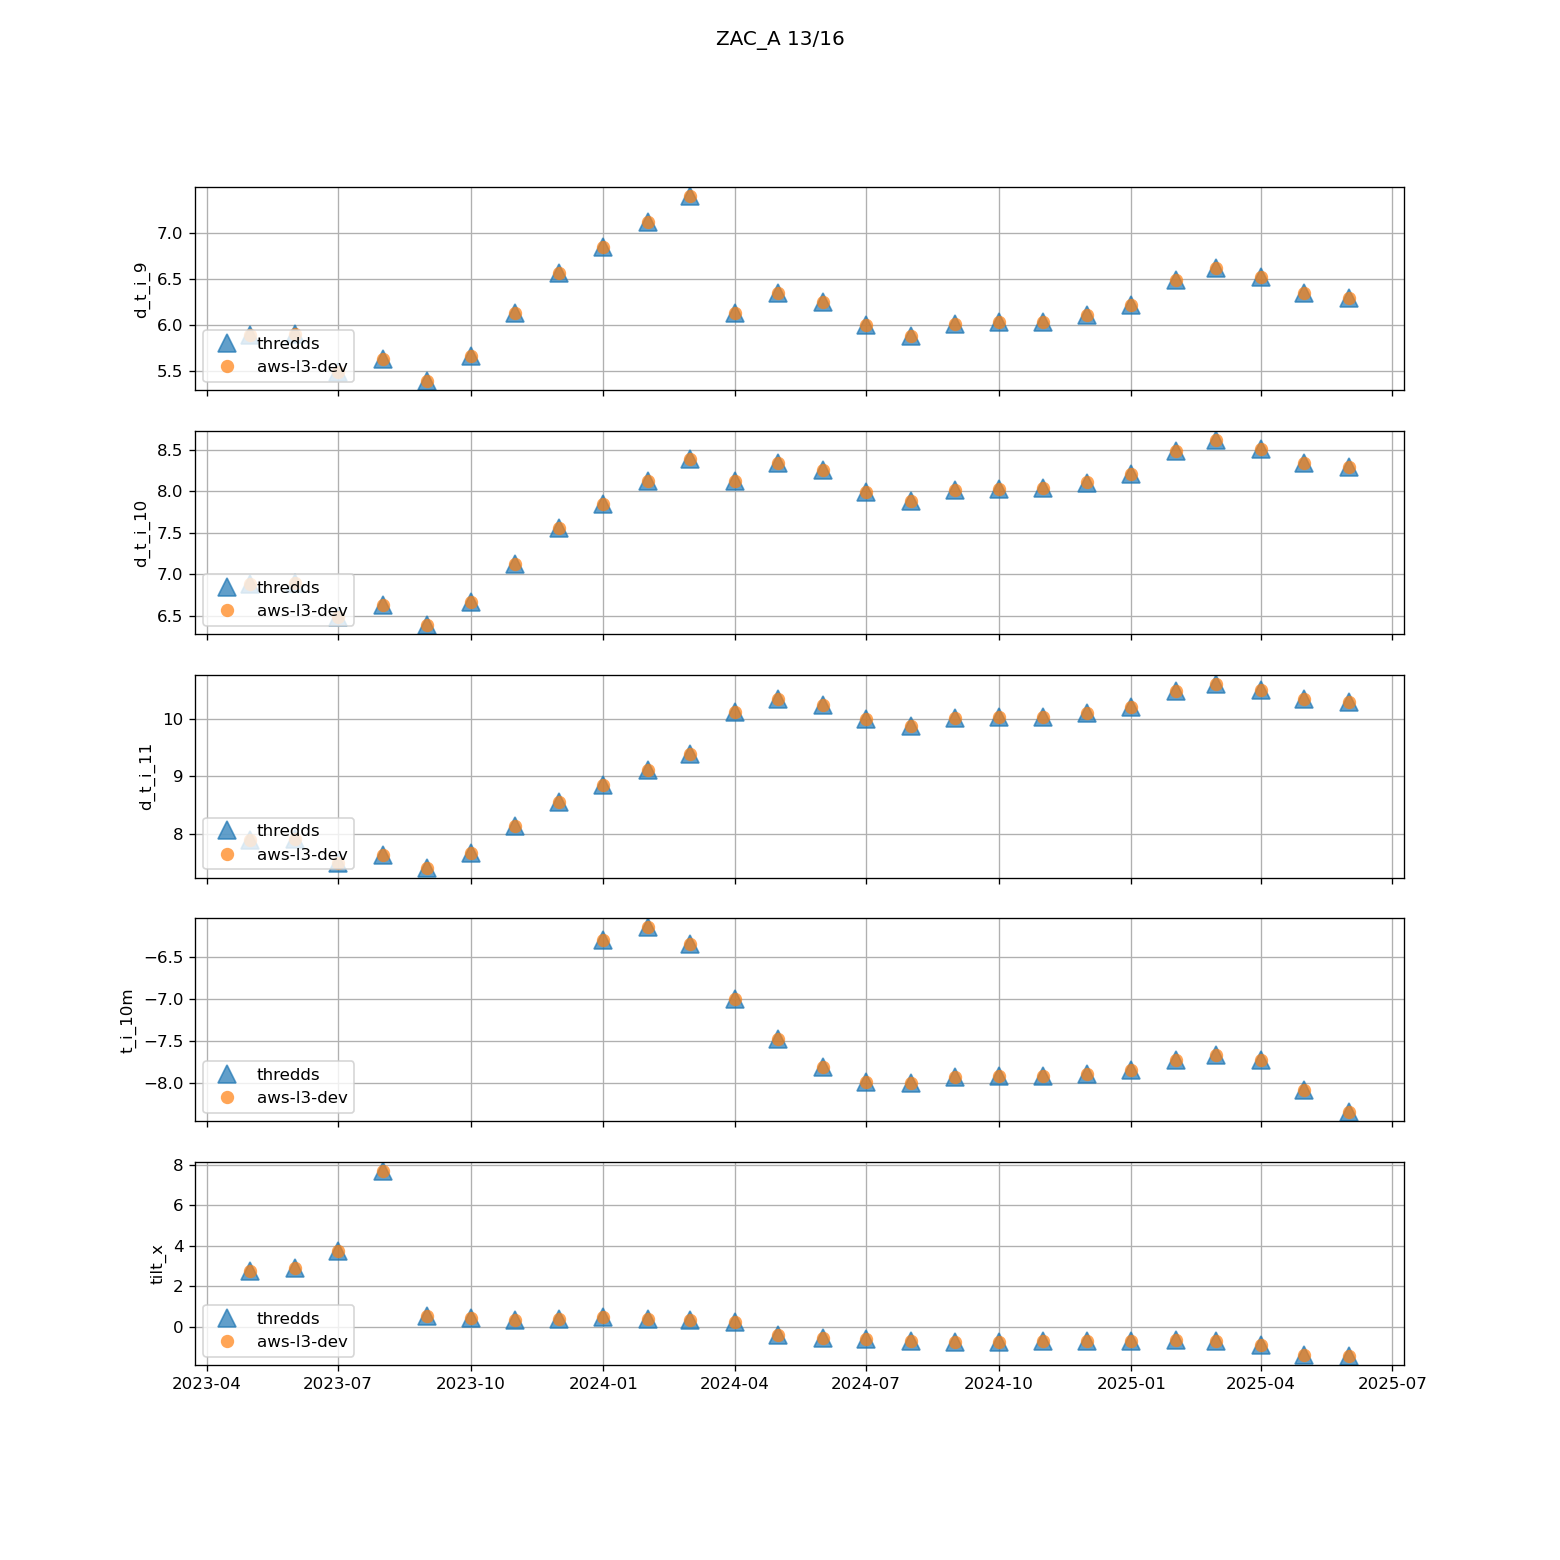 ZAC_A 13/16
d_t_i_9
7.0
6.5
6.0
5.5
thredds
aws-l3-dev
d_t_i_10
8.5
8.0
7.5
7.0
6.5
thredds
aws-l3-dev
d_t_i_11
10
9
8
thredds
aws-l3-dev
t_i_10m
−6.5
−7.0
−7.5
−8.0
thredds
aws-l3-dev
tilt_x
8
6
4
2
0
thredds
aws-l3-dev
2023-04 2023-07 2023-10 2024-01 2024-04 2024-07 2024-10 2025-01 2025-04 2025-07